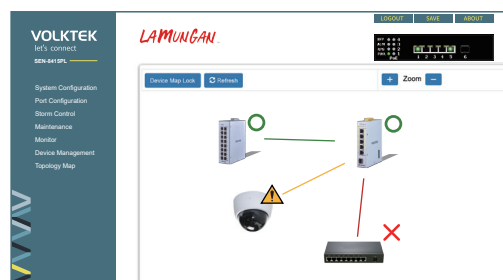 LOGOUT SAVE ABOUT
VOLKTEK
let's connect
SEN-8415PL
LAMUNGAN
PoE
1 2 3 4 5 6
Device Map Lock Refresh + Zoom −
System Configuration
Port Configuration
Storm Control
Maintenance
Monitor
Device Management
Topology Map